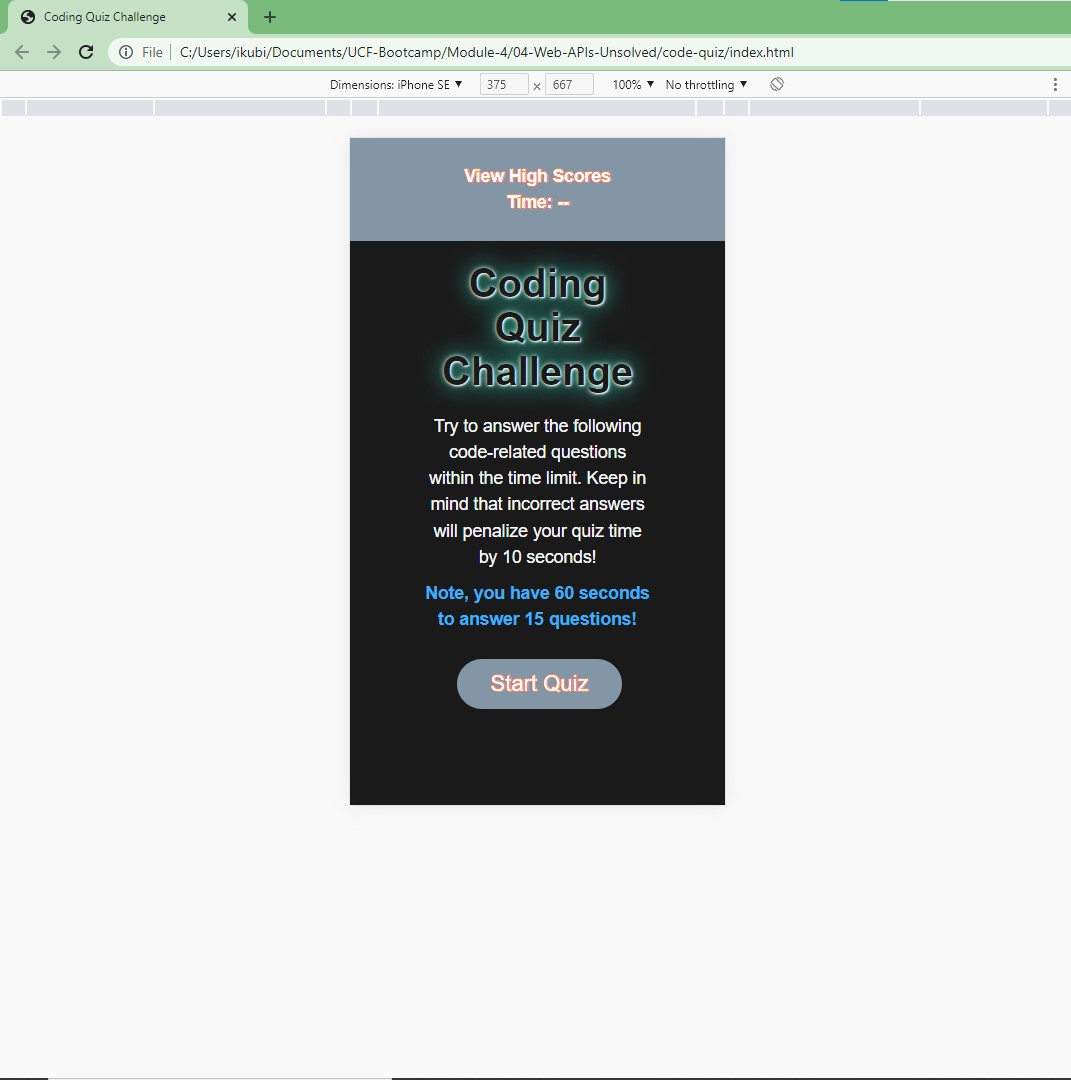 Coding Quiz Challenge
File C:/Users/ikubi/Documents/UCF-Bootcamp/Module-4/04-Web-APIs-Unsolved/code-quiz/index.html
Dimensions: iPhone SE ▼ 375 x 667 100% ▼ No throttling ▼
View High Scores
Time: --
Coding
Quiz
Challenge
Try to answer the following
code-related questions
within the time limit. Keep in
mind that incorrect answers
will penalize your quiz time
by 10 seconds!
Note, you have 60 seconds
to answer 15 questions!
Start Quiz